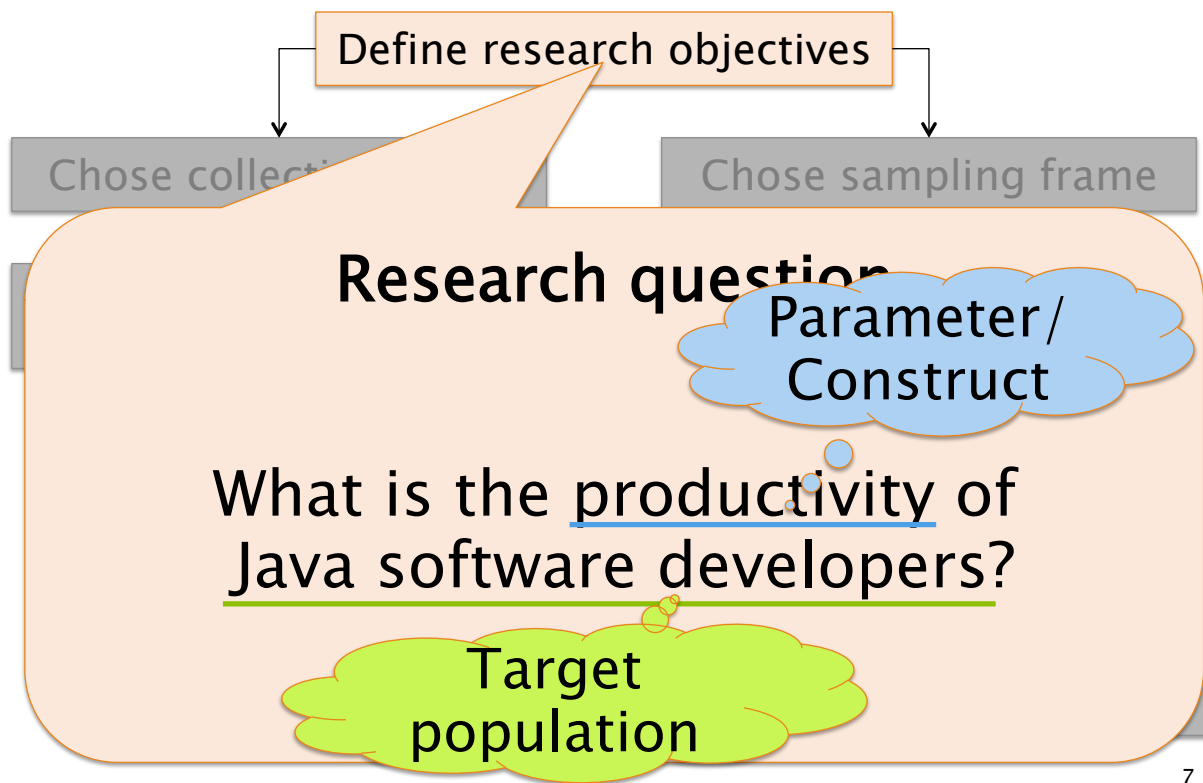 Define research objectives
Chose collecti
Chose sampling frame
Research question
Parameter/
Construct
What is the productivity of
Java software developers?
Target
population
7